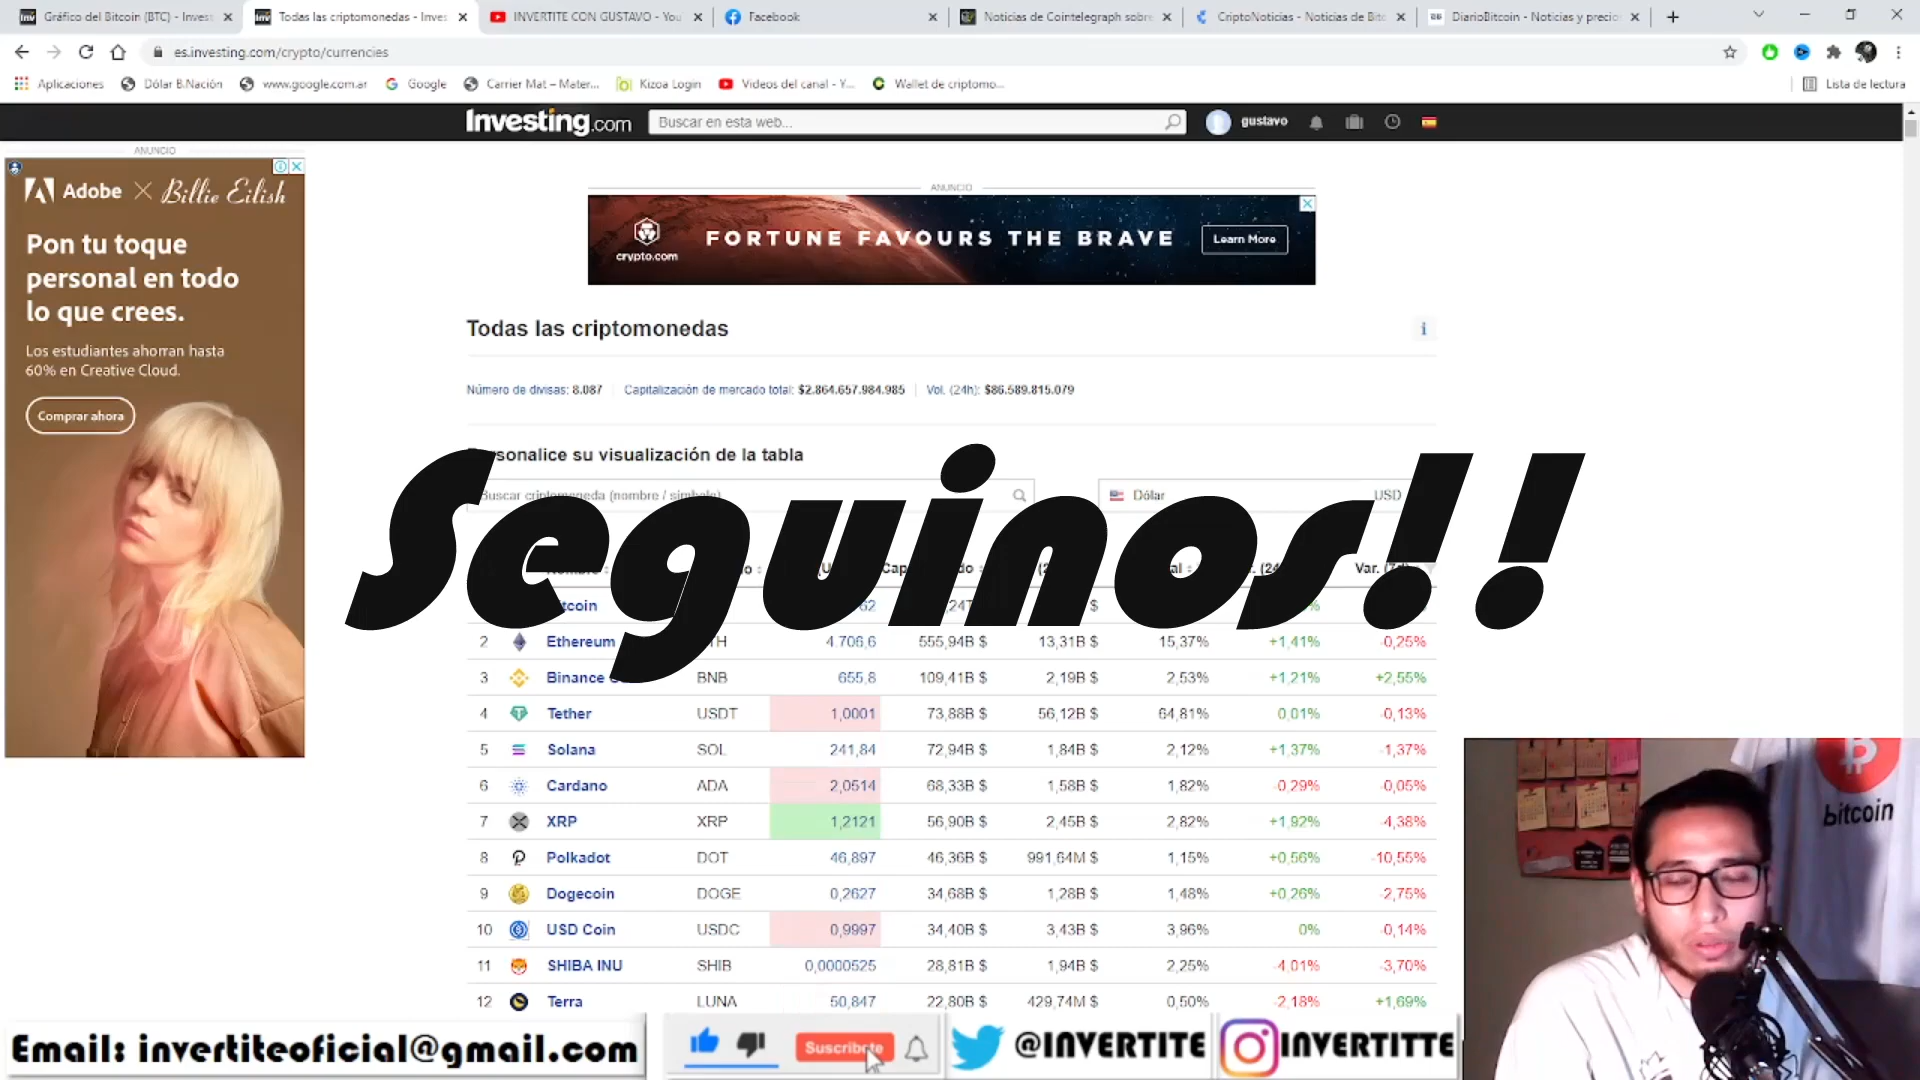 Gráfico del Bitcoin (BTC) - Invest
Todas las criptomonedas - Inves
INVERTITE CON GUSTAVO - You
Facebook
Noticias de Cointelegraph sobre
CriptoNoticias - Noticias de Bitc
DiarioBitcoin - Noticias y precio
es.investing.com/crypto/currencies
Aplicaciones
Dólar B.Nación
www.google.com.ar
Google
Carrier Mat – Mater...
Kizoa Login
Videos del canal - Y...
Wallet de criptomo...
Lista de lectura
Investing.com
Buscar en esta web...
gustavo
ANUNCIO
Adobe X Billie Eilish
Pon tu toque
personal en todo
lo que crees.
Los estudiantes ahorran hasta
60% en Creative Cloud.
Comprar ahora
ANUNCIO
crypto.com
FORTUNE FAVOURS THE BRAVE
Learn More
Todas las criptomonedas
Número de divisas: 8.087 Capitalización de mercado total: $2.864.657.984.985 Vol. (24h): $86.589.815.079
sonalice su visualización de la tabla
Buscar criptomoneda (nombre / símbolo)
Dólar USD
Seguinos!!
Var. (7d)
tcoin
2 Ethereum TH 4.706,6 555,94B $ 13,31B $ 15,37% +1,41% -0,25%
3 Binance BNB 655,8 109,41B $ 2,19B $ 2,53% +1,21% +2,55%
4 Tether USDT 1,0001 73,88B $ 56,12B $ 64,81% 0,01% -0,13%
5 Solana SOL 241,84 72,94B $ 1,84B $ 2,12% +1,37% -1,37%
6 Cardano ADA 2,0514 68,33B $ 1,58B $ 1,82% -0,29% -0,05%
7 XRP XRP 1,2121 56,90B $ 2,45B $ 2,82% +1,92% -4,38%
8 Polkadot DOT 46,897 46,36B $ 991,64M $ 1,15% +0,56% -10,55%
9 Dogecoin DOGE 0,2627 34,68B $ 1,28B $ 1,48% +0,26% -2,75%
10 USD Coin USDC 0,9997 34,40B $ 3,43B $ 3,96% 0% -0,14%
11 SHIBA INU SHIB 0,0000525 28,81B $ 1,94B $ 2,25% -4,01% -3,70%
12 Terra LUNA 50,847 22,80B $ 429,74M $ 0,50% -2,18% +1,69%
bitcoin
Email: invertiteoficial@gmail.com
Suscribete
@INVERTITE
INVERTITTE